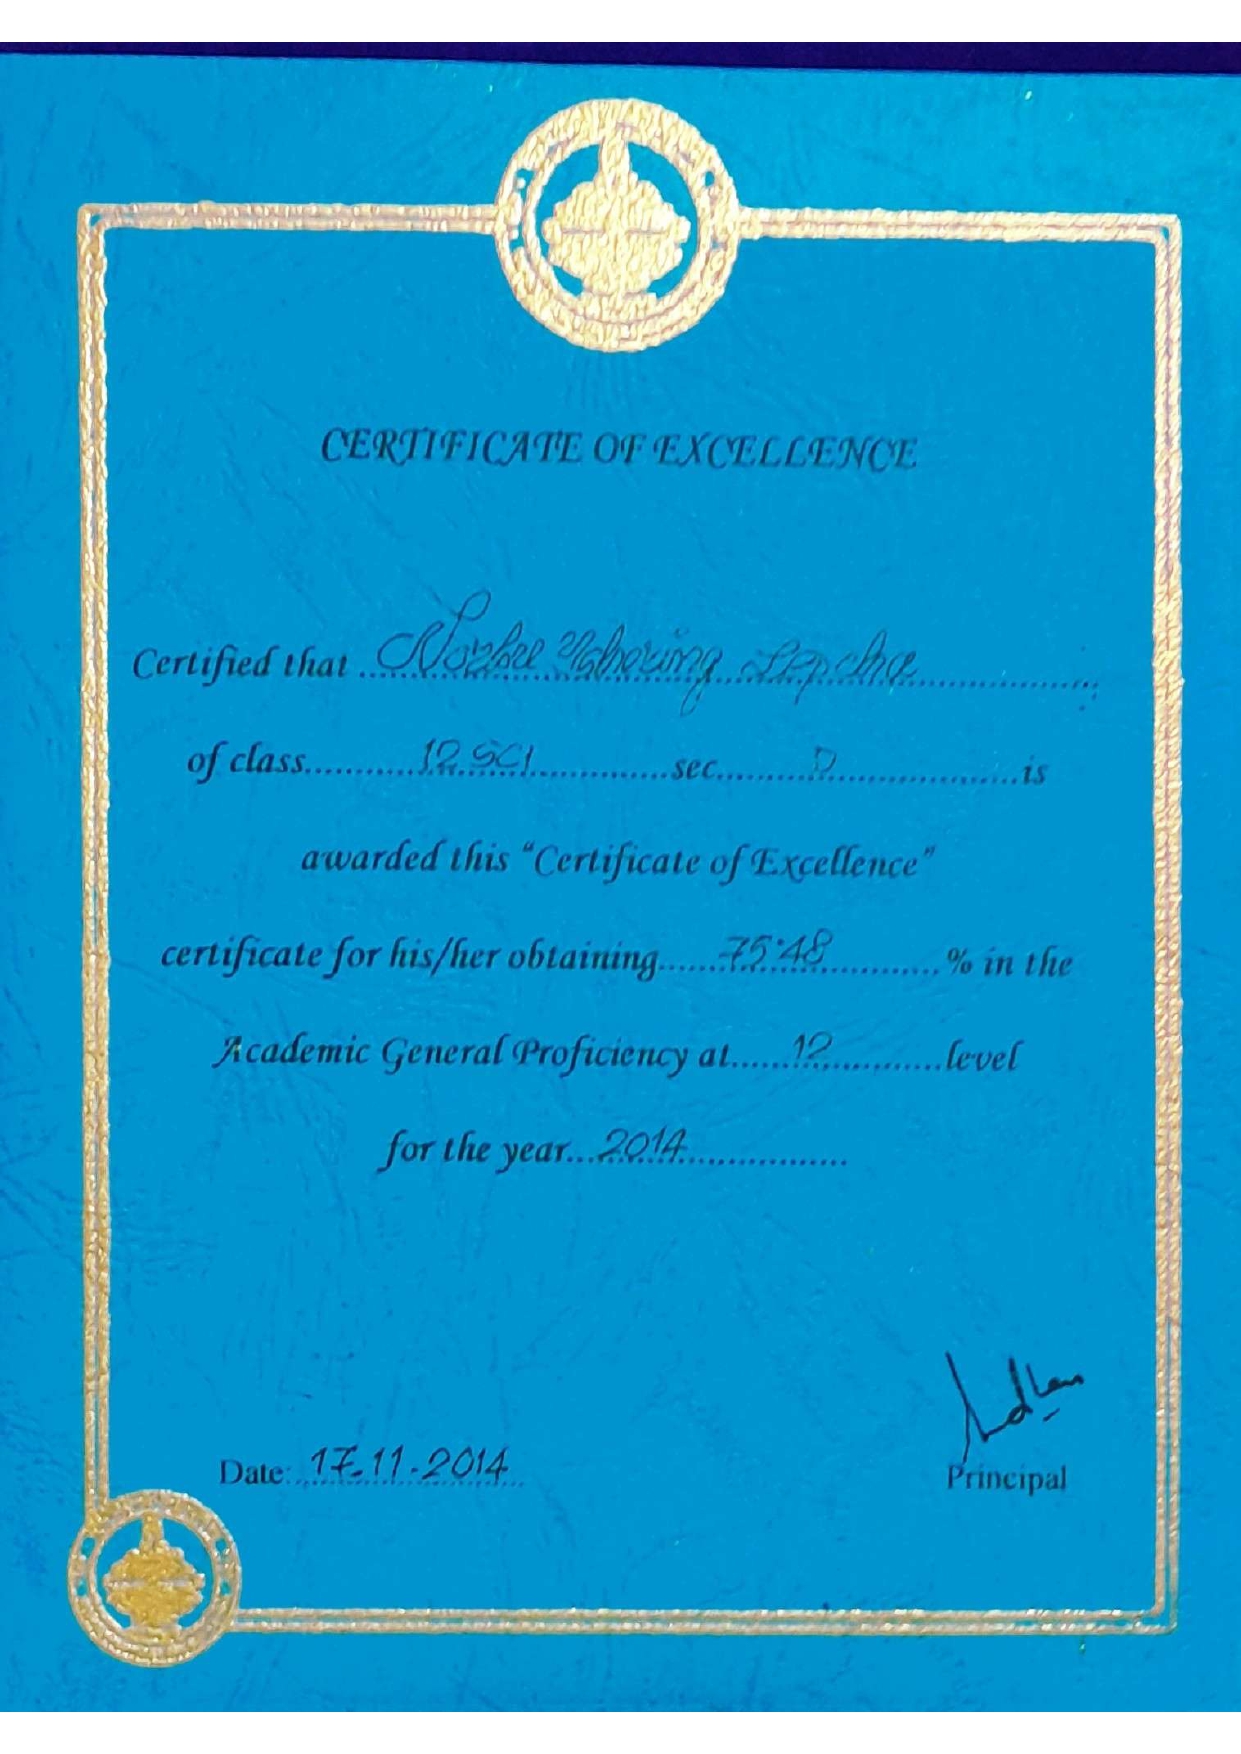 CERTIFICATE OF EXCELLENCE
Certified that ........ Lepcha ........
of class........12 SCI........sec........D........is
awarded this “Certificate of Excellence”
certificate for his/her obtaining......75.48........% in the
Academic General Proficiency at......12........level
for the year...2014........
Date: 17.11.2014
Principal